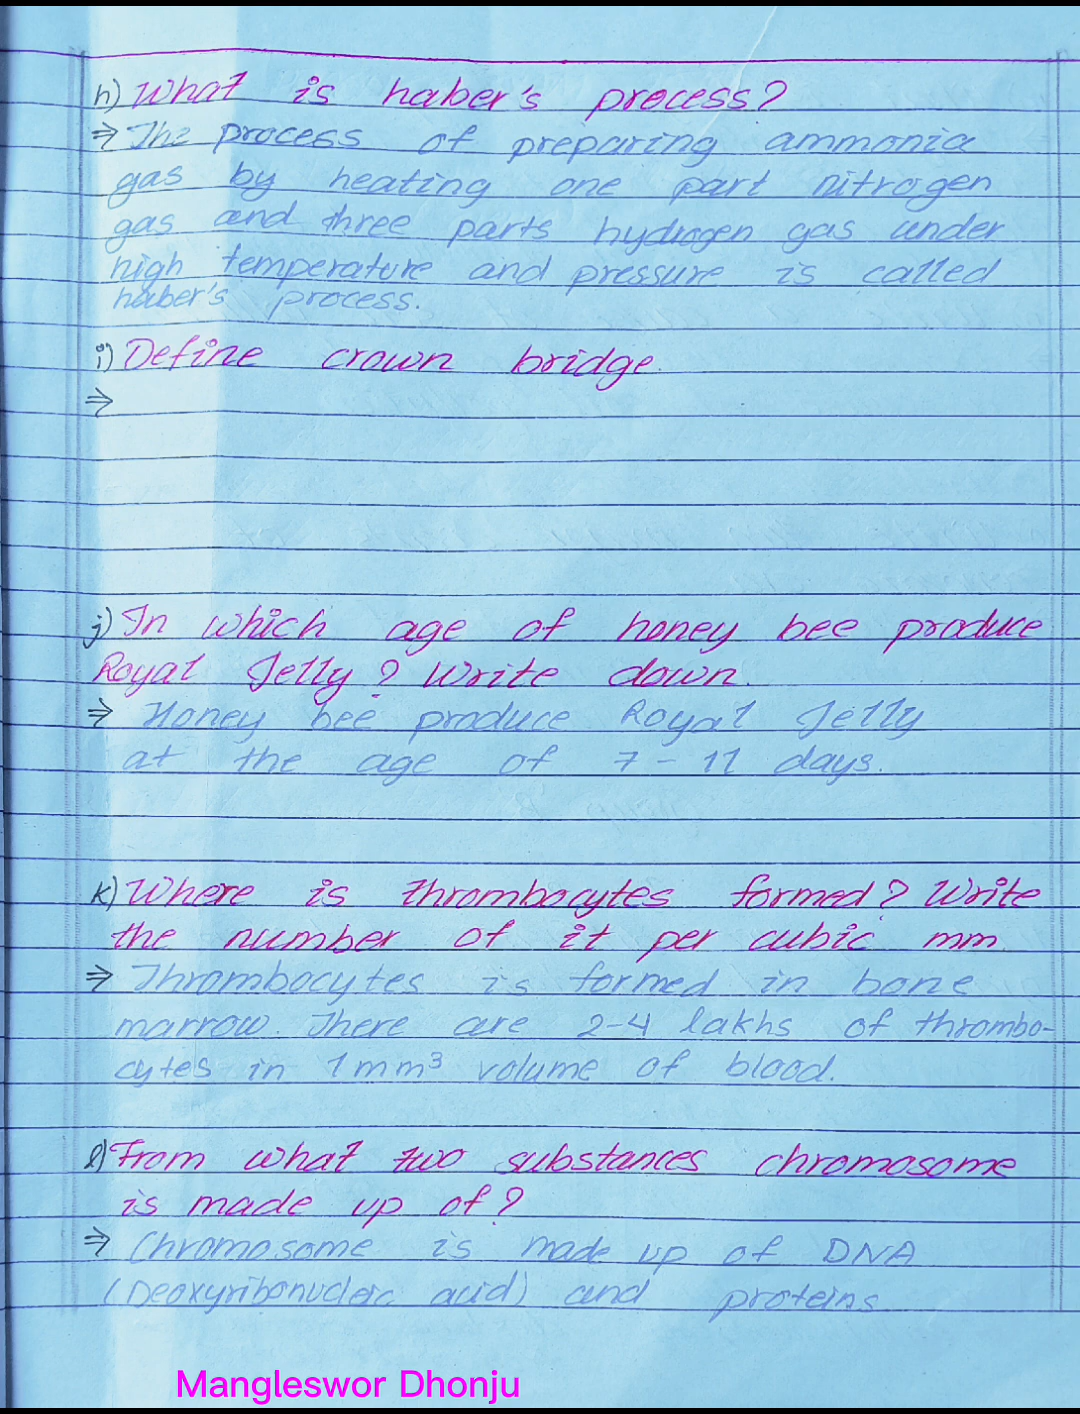 h) What is haber's process?
⇒ The process of preparing ammonia
gas by heating one part nitrogen
gas and three parts hydrogen gas under
high temperature and pressure is called
haber's process.
i) Define crown bridge.
⇒
j) In which age of honey bee produce
Royal Jelly? Write down.
⇒ Honey bee produce Royal Jelly
at the age of 7-11 days.
k) Where is thrombocytes formed? Write
the number of it per cubic mm
⇒ Thrombocytes is formed in bone
marrow. There are 2-4 lakhs of thrombo-
cytes in 1mm³ volume of blood.
l) From what two substances chromosome
is made up of?
⇒ Chromosome is made up of DNA
(Deoxyribonucleic acid) and proteins
Mangleswor Dhonju